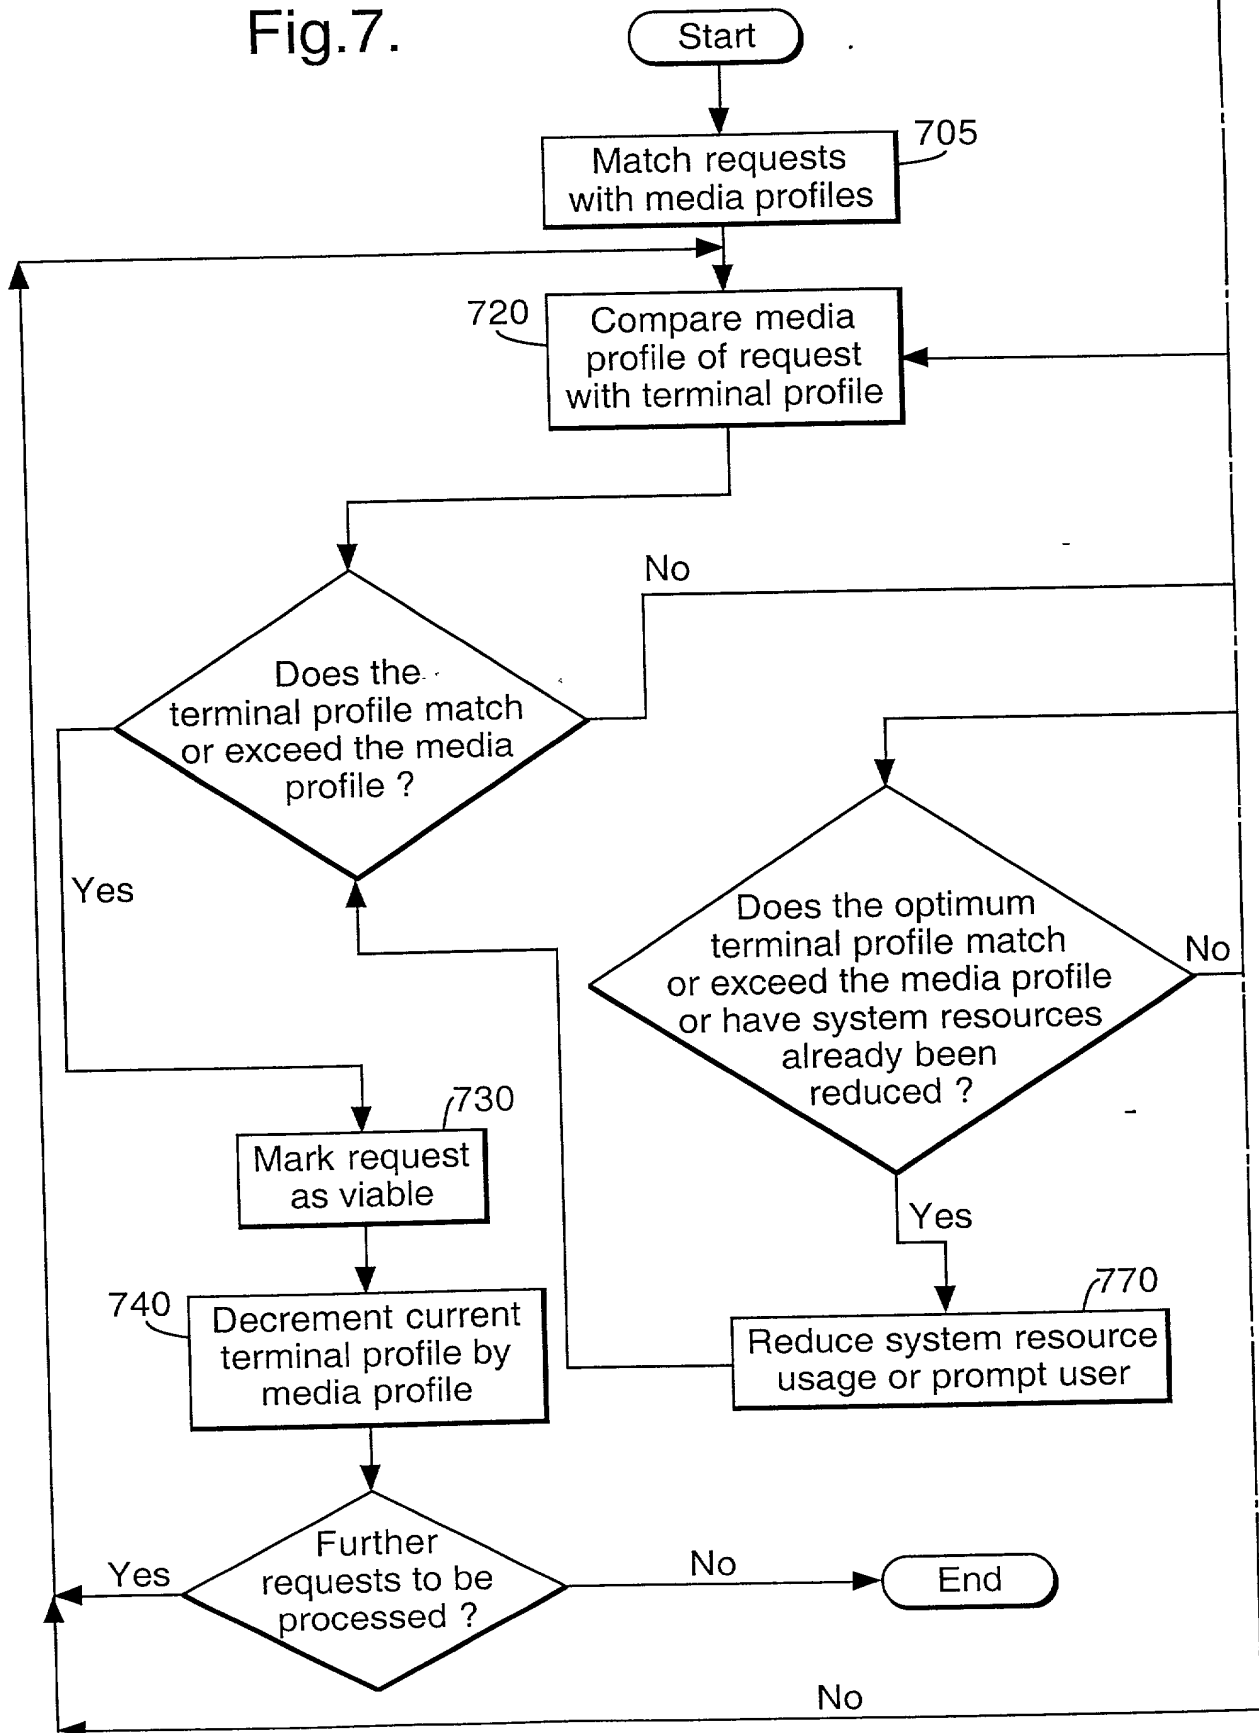 Fig.7.
Start
705
Match requests
with media profiles
720
Compare media
profile of request
with terminal profile
No
Does the
terminal profile match
or exceed the media
profile ?
Yes
Does the optimum
terminal profile match
or exceed the media profile
or have system resources
already been
reduced ?
No
Yes
730
Mark request
as viable
740
Decrement current
terminal profile by
media profile
770
Reduce system resource
usage or prompt user
Further
requests to be
processed ?
Yes
No
End
No